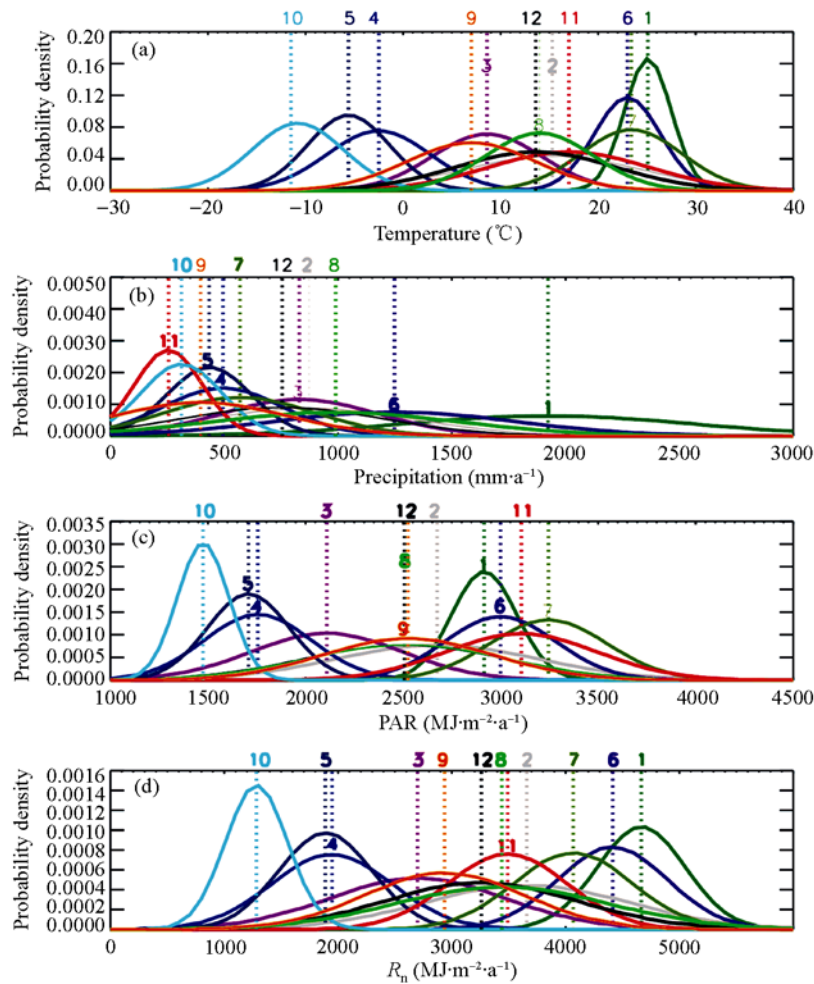 10 5 4 9 12 11 6 1
(a)
3 2
8 7
Probability density
0.20
0.16
0.12
0.08
0.04
0.00
−30 −20 −10 0 10 20 30 40
Temperature (℃)
10 9 7 12 2 8
(b)
11
5
4
3
6
1
Probability density
0.0050
0.0040
0.0030
0.0020
0.0010
0.0000
0 500 1000 1500 2000 2500 3000
Precipitation (mm·a⁻¹)
10 3 12 2 11
(c)
8
1
5
4
6
7
9
Probability density
0.0035
0.0030
0.0025
0.0020
0.0015
0.0010
0.0005
0.0000
1000 1500 2000 2500 3000 3500 4000 4500
PAR (MJ·m⁻²·a⁻¹)
10 5 3 9 12 8 2 7 6 1
(d)
4
11
Probability density
0.0016
0.0014
0.0012
0.0010
0.0008
0.0006
0.0004
0.0002
0.0000
0 1000 2000 3000 4000 5000
Rn (MJ·m⁻²·a⁻¹)